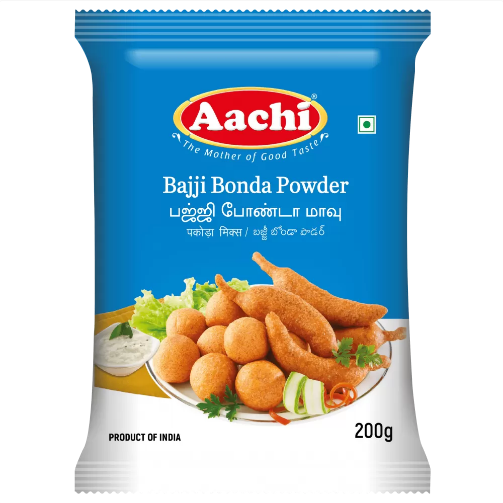 Aachi®
The Mother of Good Taste
Bajji Bonda Powder
பஜ்ஜி போண்டா மாவு
पकोड़ा मिक्स / బజ్జీ బోండా పౌడర్
PRODUCT OF INDIA
200g